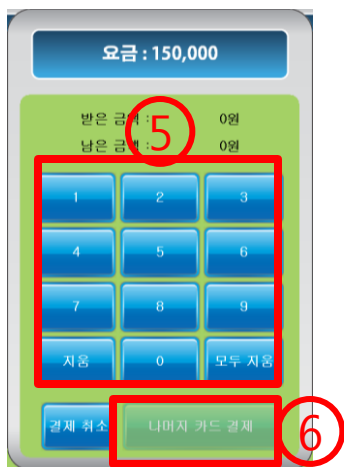 요금 : 150,000
받은 금액 : 0원
남은 금액 : 0원
5
1 2 3
4 5 6
7 8 9
지움 0 모두 지움
결제 취소 나머지 카드 결제
6